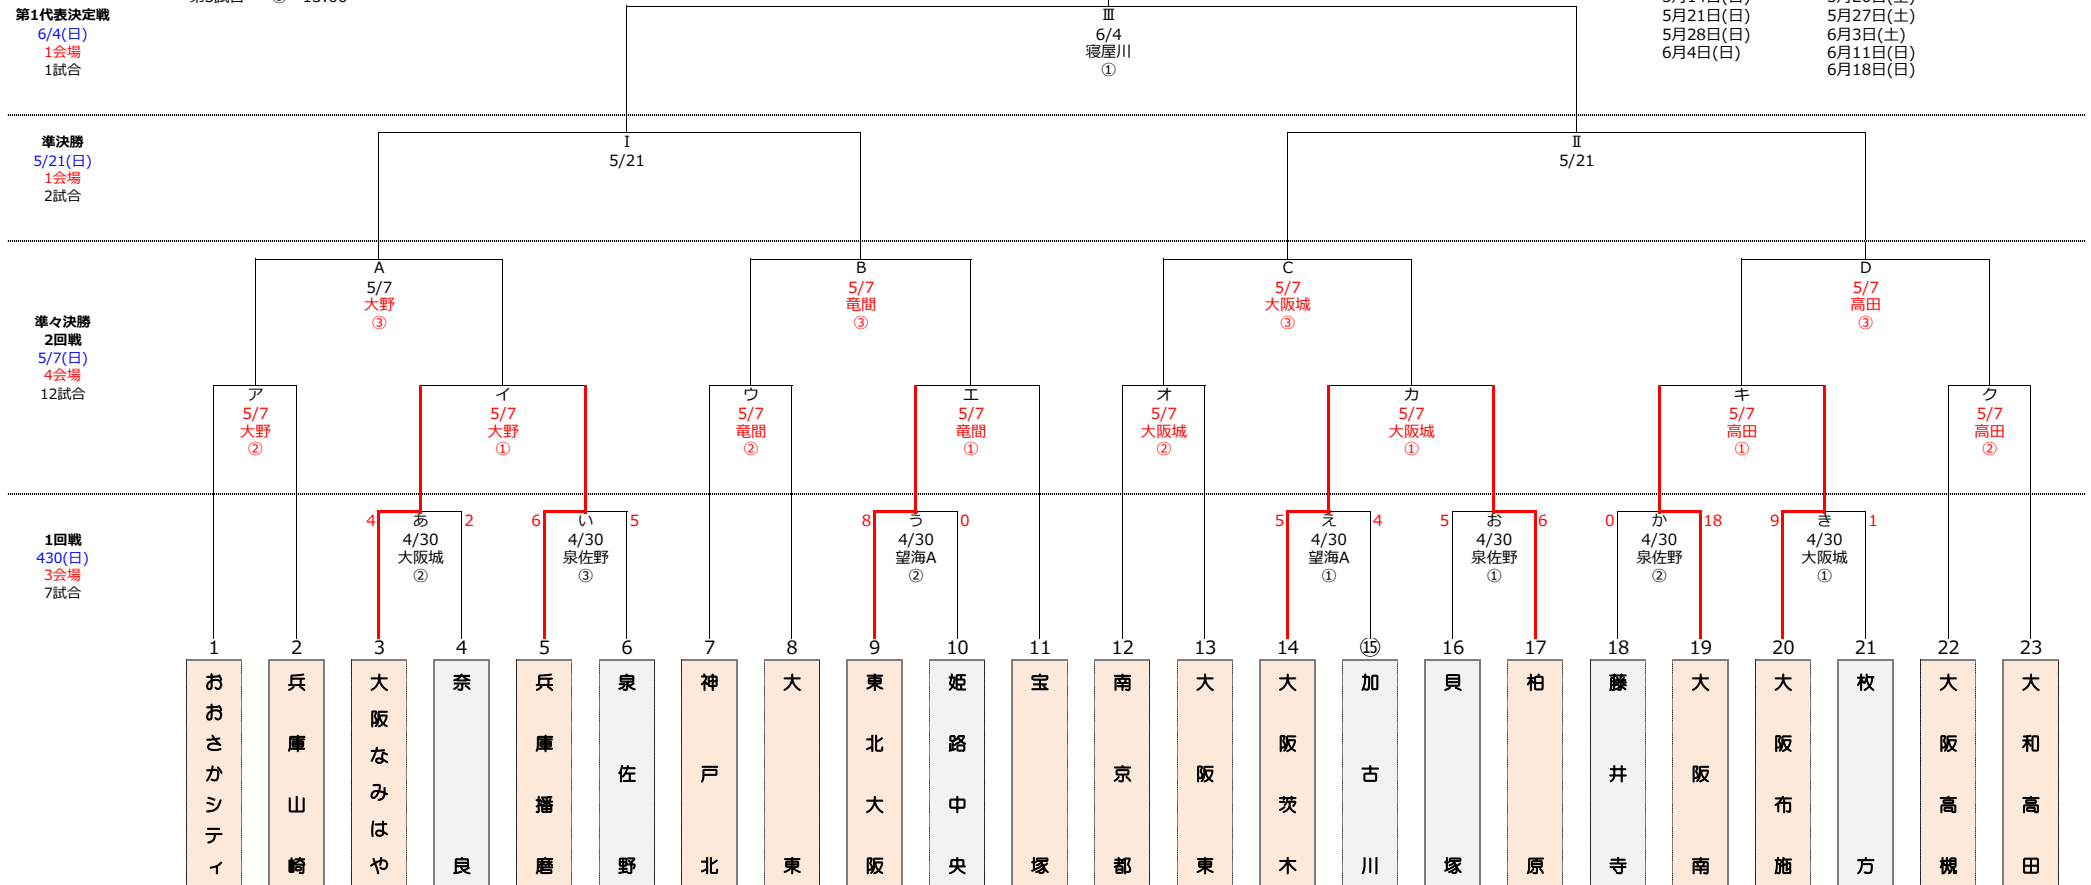 第1代表決定戦
6/4(日)
1会場
1試合
Ⅲ
6/4
寝屋川
①
5月21日(日) 5月27日(土)
5月28日(日) 6月3日(土)
6月4日(日) 6月11日(日)
6月18日(日)
準決勝
5/21(日)
1会場
2試合
Ⅰ
5/21
Ⅱ
5/21
準々決勝
2回戦
5/7(日)
4会場
12試合
A
5/7
大野
③
B
5/7
竜間
③
C
5/7
大阪城
③
D
5/7
高田
③
ア
5/7
大野
②
イ
5/7
大野
①
ウ
5/7
竜間
②
エ
5/7
竜間
①
オ
5/7
大阪城
②
カ
5/7
大阪城
①
キ
5/7
高田
①
ク
5/7
高田
②
1回戦
430(日)
3会場
7試合
4 あ 2
4/30
大阪城
②
6 い 5
4/30
泉佐野
③
8 う 0
4/30
望海A
②
5 え 4
4/30
望海A
①
5 お 6
4/30
泉佐野
①
0 か 18
4/30
泉佐野
②
9 き 1
4/30
大阪城
①
1 2 3 4 5 6 7 8 9 10 11 12 13 14 ⑮ 16 17 18 19 20 21 22 23
おおさかシティ
兵庫山崎
大阪なみはや
奈良
兵庫播磨
泉佐野
神戸北
大東
東北大阪
姫路中央
宝塚
南京都
大阪東
大阪茨木
加古川
貝塚
柏原
藤井寺
大阪南
大阪布施
枚方
大阪高槻
大和高田